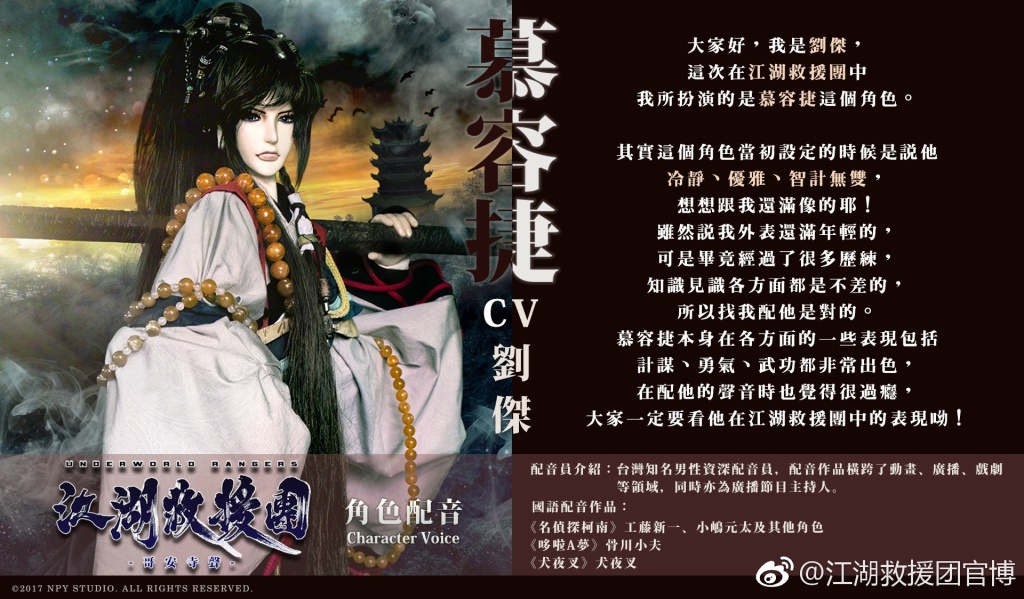 慕容捷
CV
劉傑
大家好，我是劉傑，
這次在江湖救援團中
我所扮演的是慕容捷這個角色。
其實這個角色當初設定的時候是說他
冷靜、優雅、智計無雙，
想想跟我還滿像的耶！
雖然說我外表還滿年輕的，
可是畢竟經過了很多歷練，
知識見識各方面都是不差的，
所以找我配他是對的。
慕容捷本身在各方面的一些表現包括
計謀、勇氣、武功都非常出色，
在配他的聲音時也覺得很過癮，
大家一定要看他在江湖救援團中的表現呦！
UNDERWORLD RANGERS
江湖救援團
-哥安寺聲-
角色配音
Character Voice
配音員介紹：台灣知名男性資深配音員，配音作品橫跨了動畫、廣播、戲劇
等領域，同時亦為廣播節目主持人。
國語配音作品：
《名偵探柯南》工藤新一、小嶋元太及其他角色
《哆啦A夢》骨川小夫
《犬夜叉》犬夜叉
©2017 NPY STUDIO. ALL RIGHTS RESERVED.
@江湖救援团官博